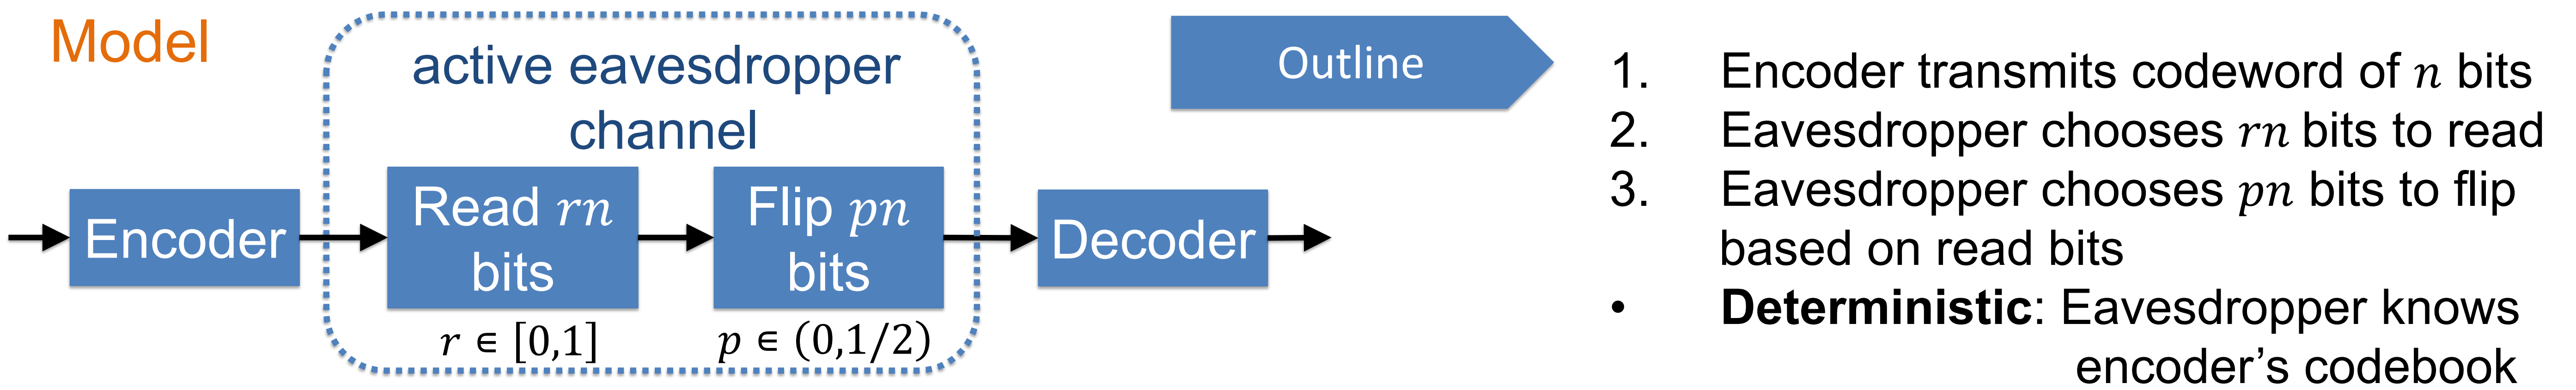 Model
active eavesdropper
channel
Encoder
Read rn
bits
Flip pn
bits
Decoder
r ∈ [0,1]
p ∈ (0,1/2)
Outline
1. Encoder transmits codeword of n bits
2. Eavesdropper chooses rn bits to read
3. Eavesdropper chooses pn bits to flip
based on read bits
• Deterministic: Eavesdropper knows
encoder’s codebook